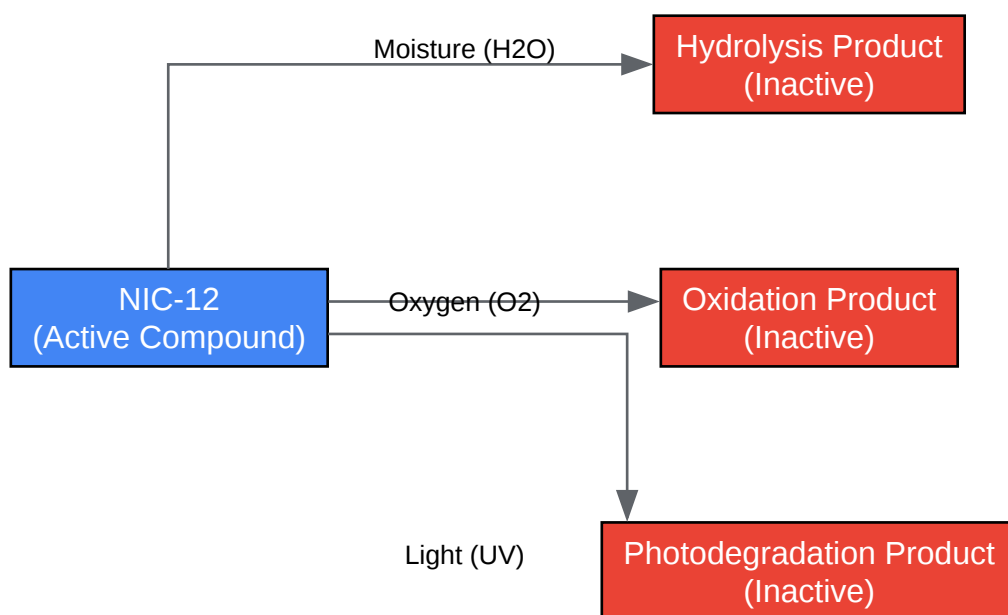 Moisture (H2O)
Hydrolysis Product
(Inactive)
NIC-12
(Active Compound)
Oxygen (O2)
Oxidation Product
(Inactive)
Light (UV)
Photodegradation Product
(Inactive)